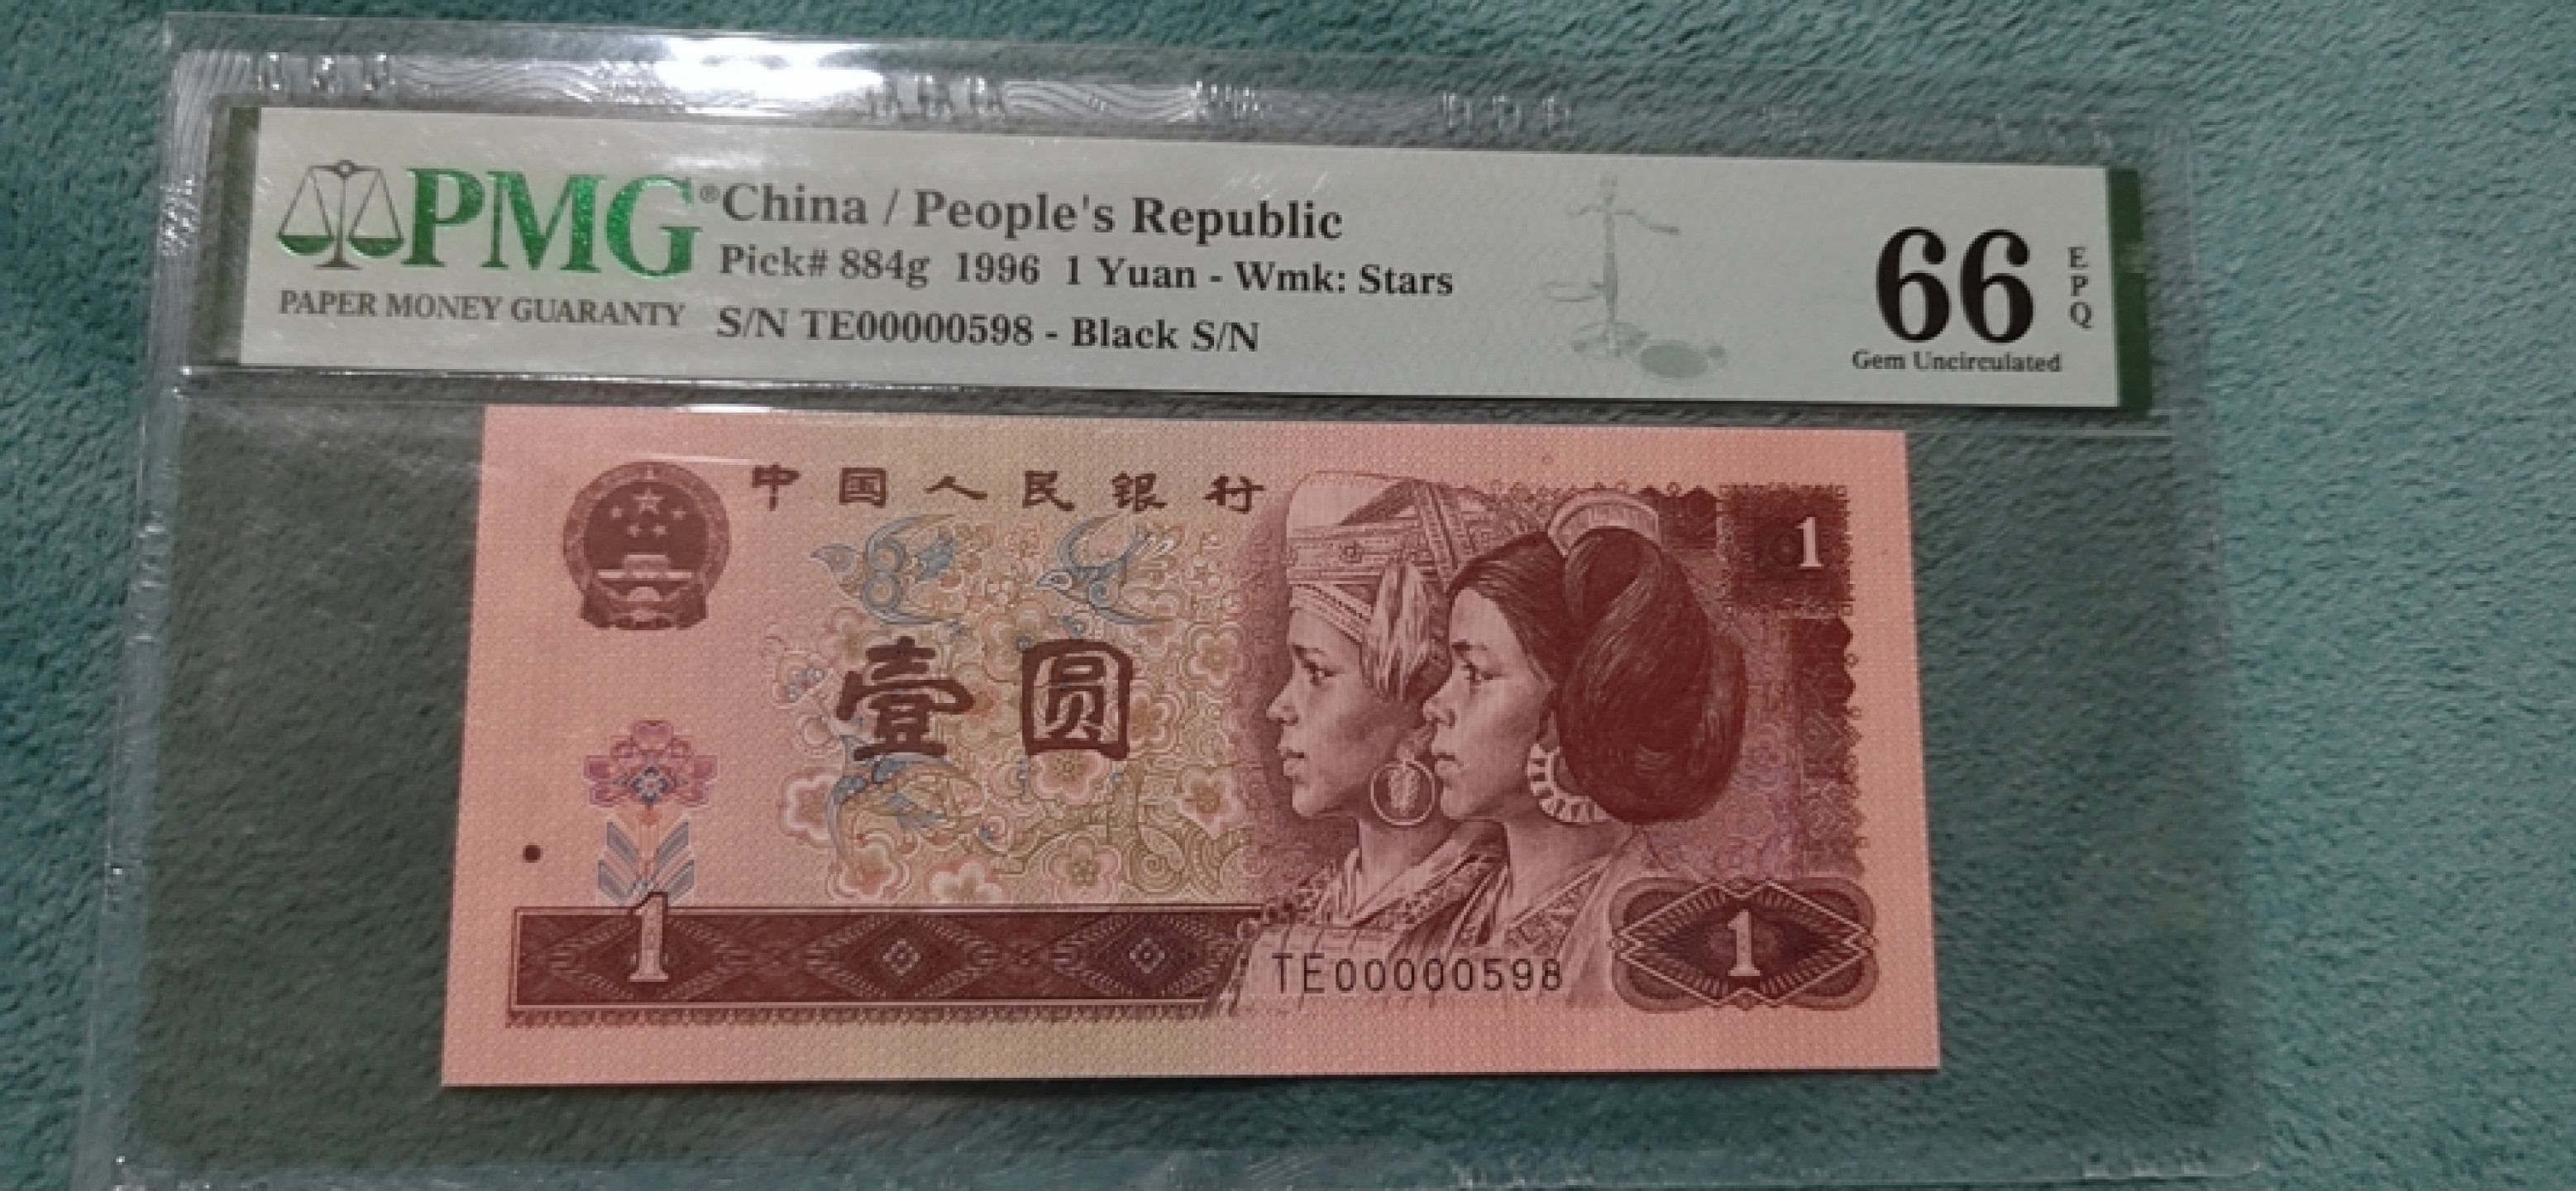 PMG® China / People's Republic
Pick# 884g 1996 1 Yuan - Wmk: Stars
PAPER MONEY GUARANTY S/N TE00000598 - Black S/N
66 EPQ
Gem Uncirculated
中国人民银行
1
壹圆
1
TE00000598
1